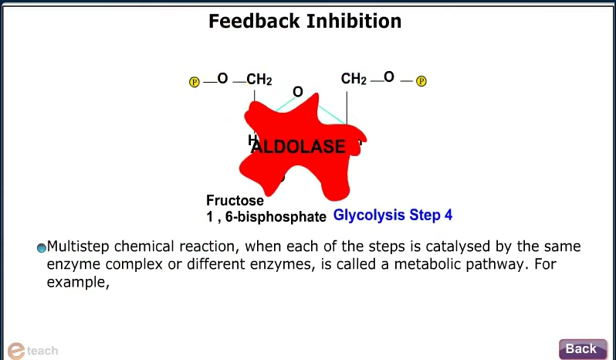 Feedback Inhibition
P O CH2 CH2 O P
O
H ALDOLASE
Fructose
1 , 6-bisphosphate Glycolysis Step 4
Multistep chemical reaction, when each of the steps is catalysed by the same
enzyme complex or different enzymes, is called a metabolic pathway. For
example,
e teach
Back